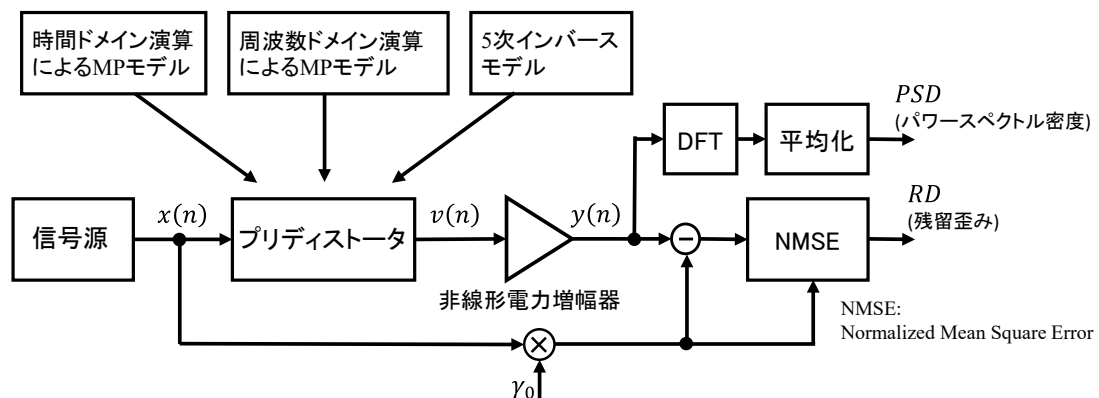 時間ドメイン演算
によるMPモデル
周波数ドメイン演算
によるMPモデル
5次インバース
モデル
PSD
(パワースペクトル密度)
DFT
平均化
信号源
x(n)
プリディストータ
v(n)
y(n)
−
NMSE
RD
(残留歪み)
非線形電力増幅器
NMSE:
Normalized Mean Square Error
×
γ₀